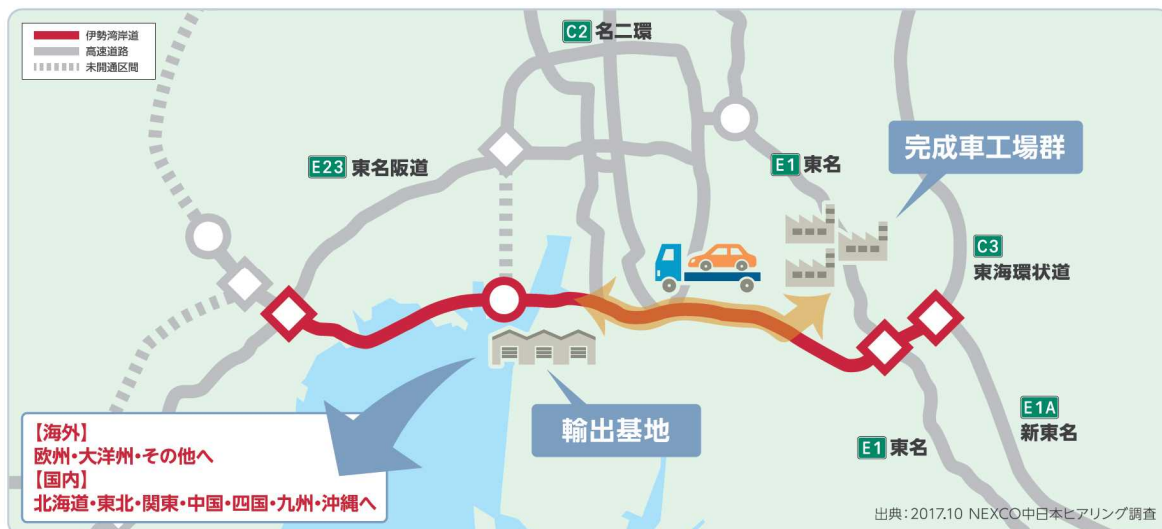 伊勢湾岸道
高速道路
未開通区間
C2 名二環
E23 東名阪道
E1 東名
完成車工場群
C3
東海環状道
輸出基地
E1A
新東名
E1 東名
【海外】
欧州・大洋州・その他へ
【国内】
北海道・東北・関東・中国・四国・九州・沖縄へ
出典：2017.10 NEXCO中日本ヒアリング調査